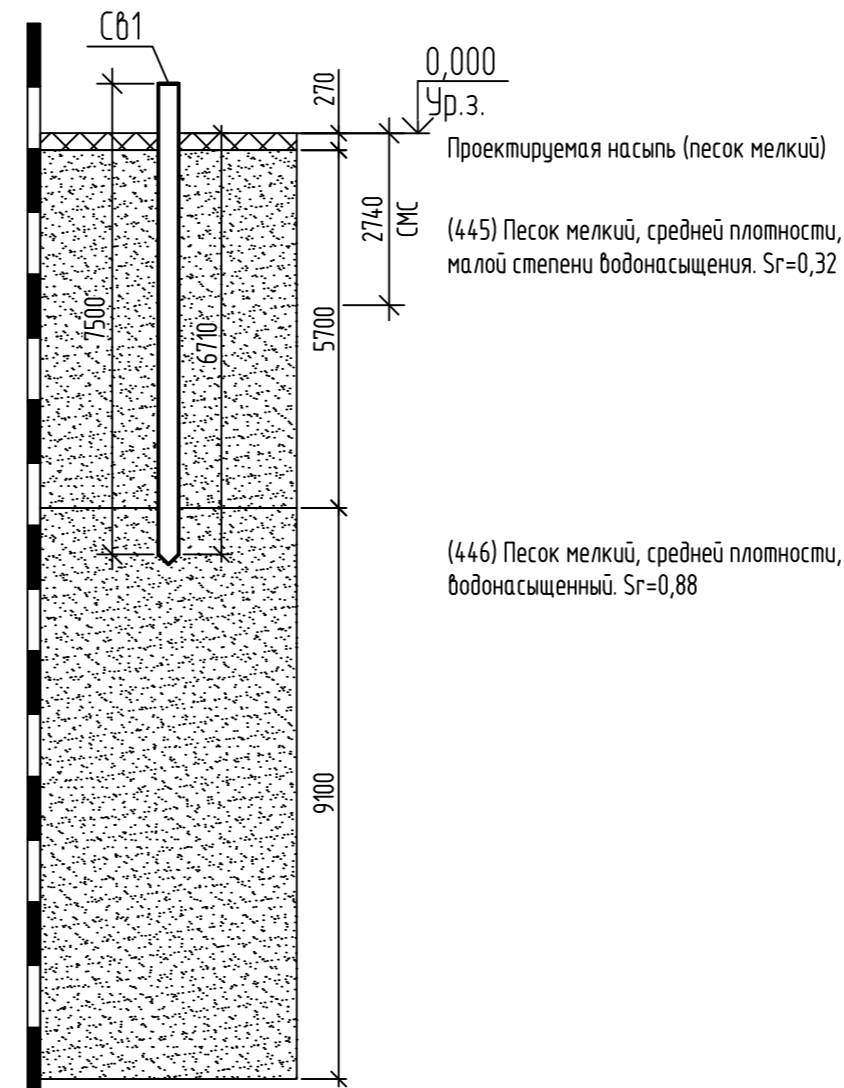 Св1
0,000
Ур.з.
270
Проектируемая насыпь (песок мелкий)
2740
СМС
(445) Песок мелкий, средней плотности,
малой степени водонасыщения. Sr=0,32
7500
6710
5700
(446) Песок мелкий, средней плотности,
водонасыщенный. Sr=0,88
9100